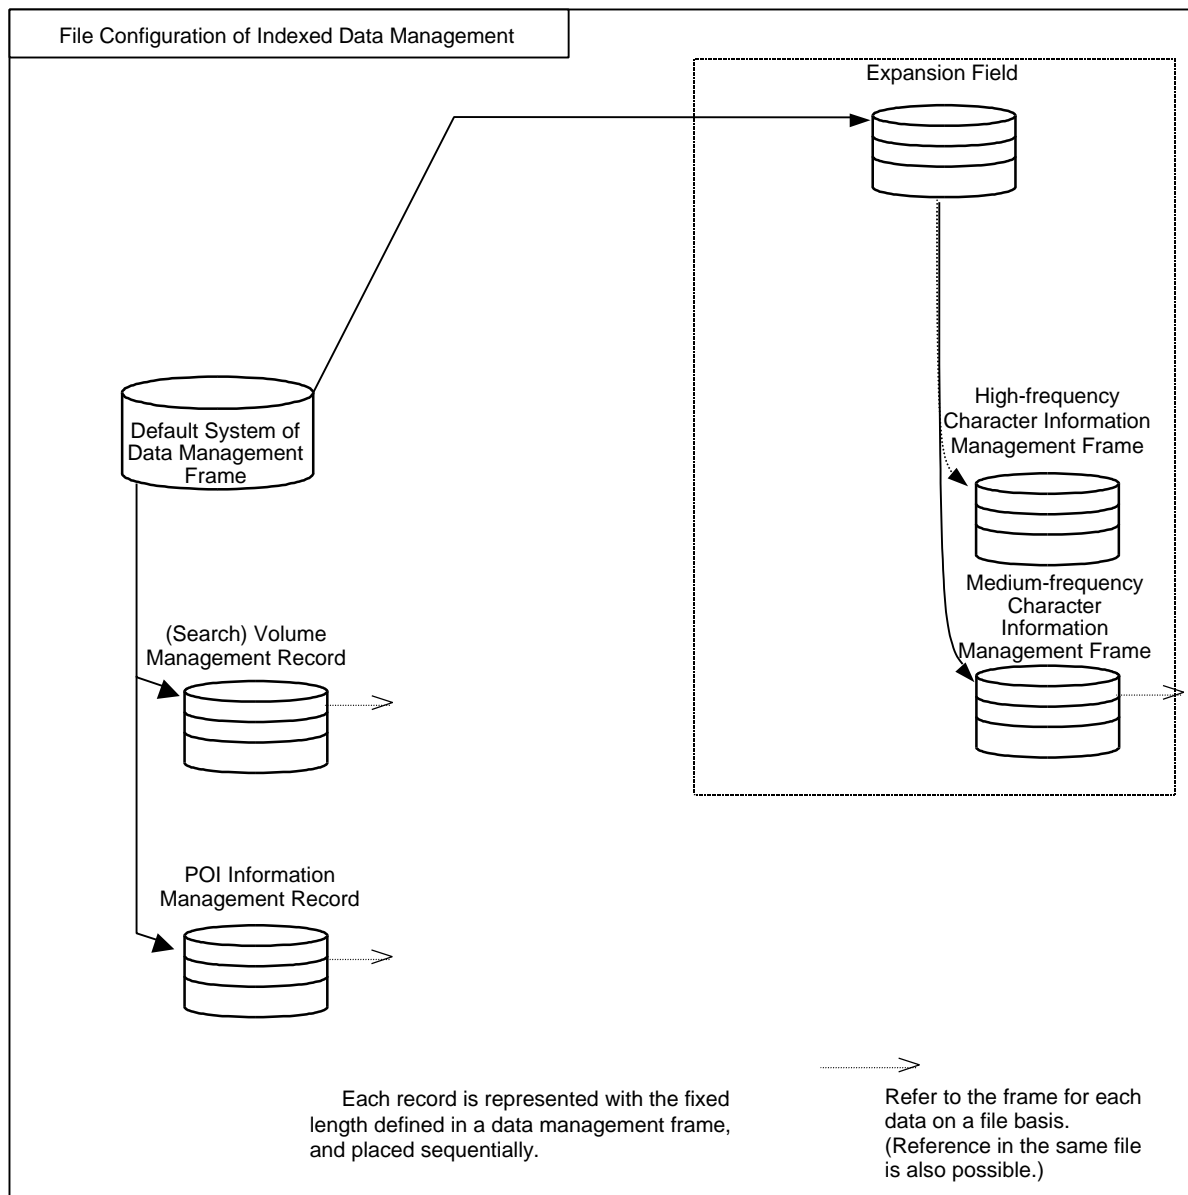 File Configuration of Indexed Data Management
Expansion Field
Default System of
Data Management
Frame
High-frequency
Character Information
Management Frame
Medium-frequency
Character
Information
Management Frame
(Search) Volume
Management Record
POI Information
Management Record
Each record is represented with the fixed
length defined in a data management frame,
and placed sequentially.
Refer to the frame for each
data on a file basis.
(Reference in the same file
is also possible.)